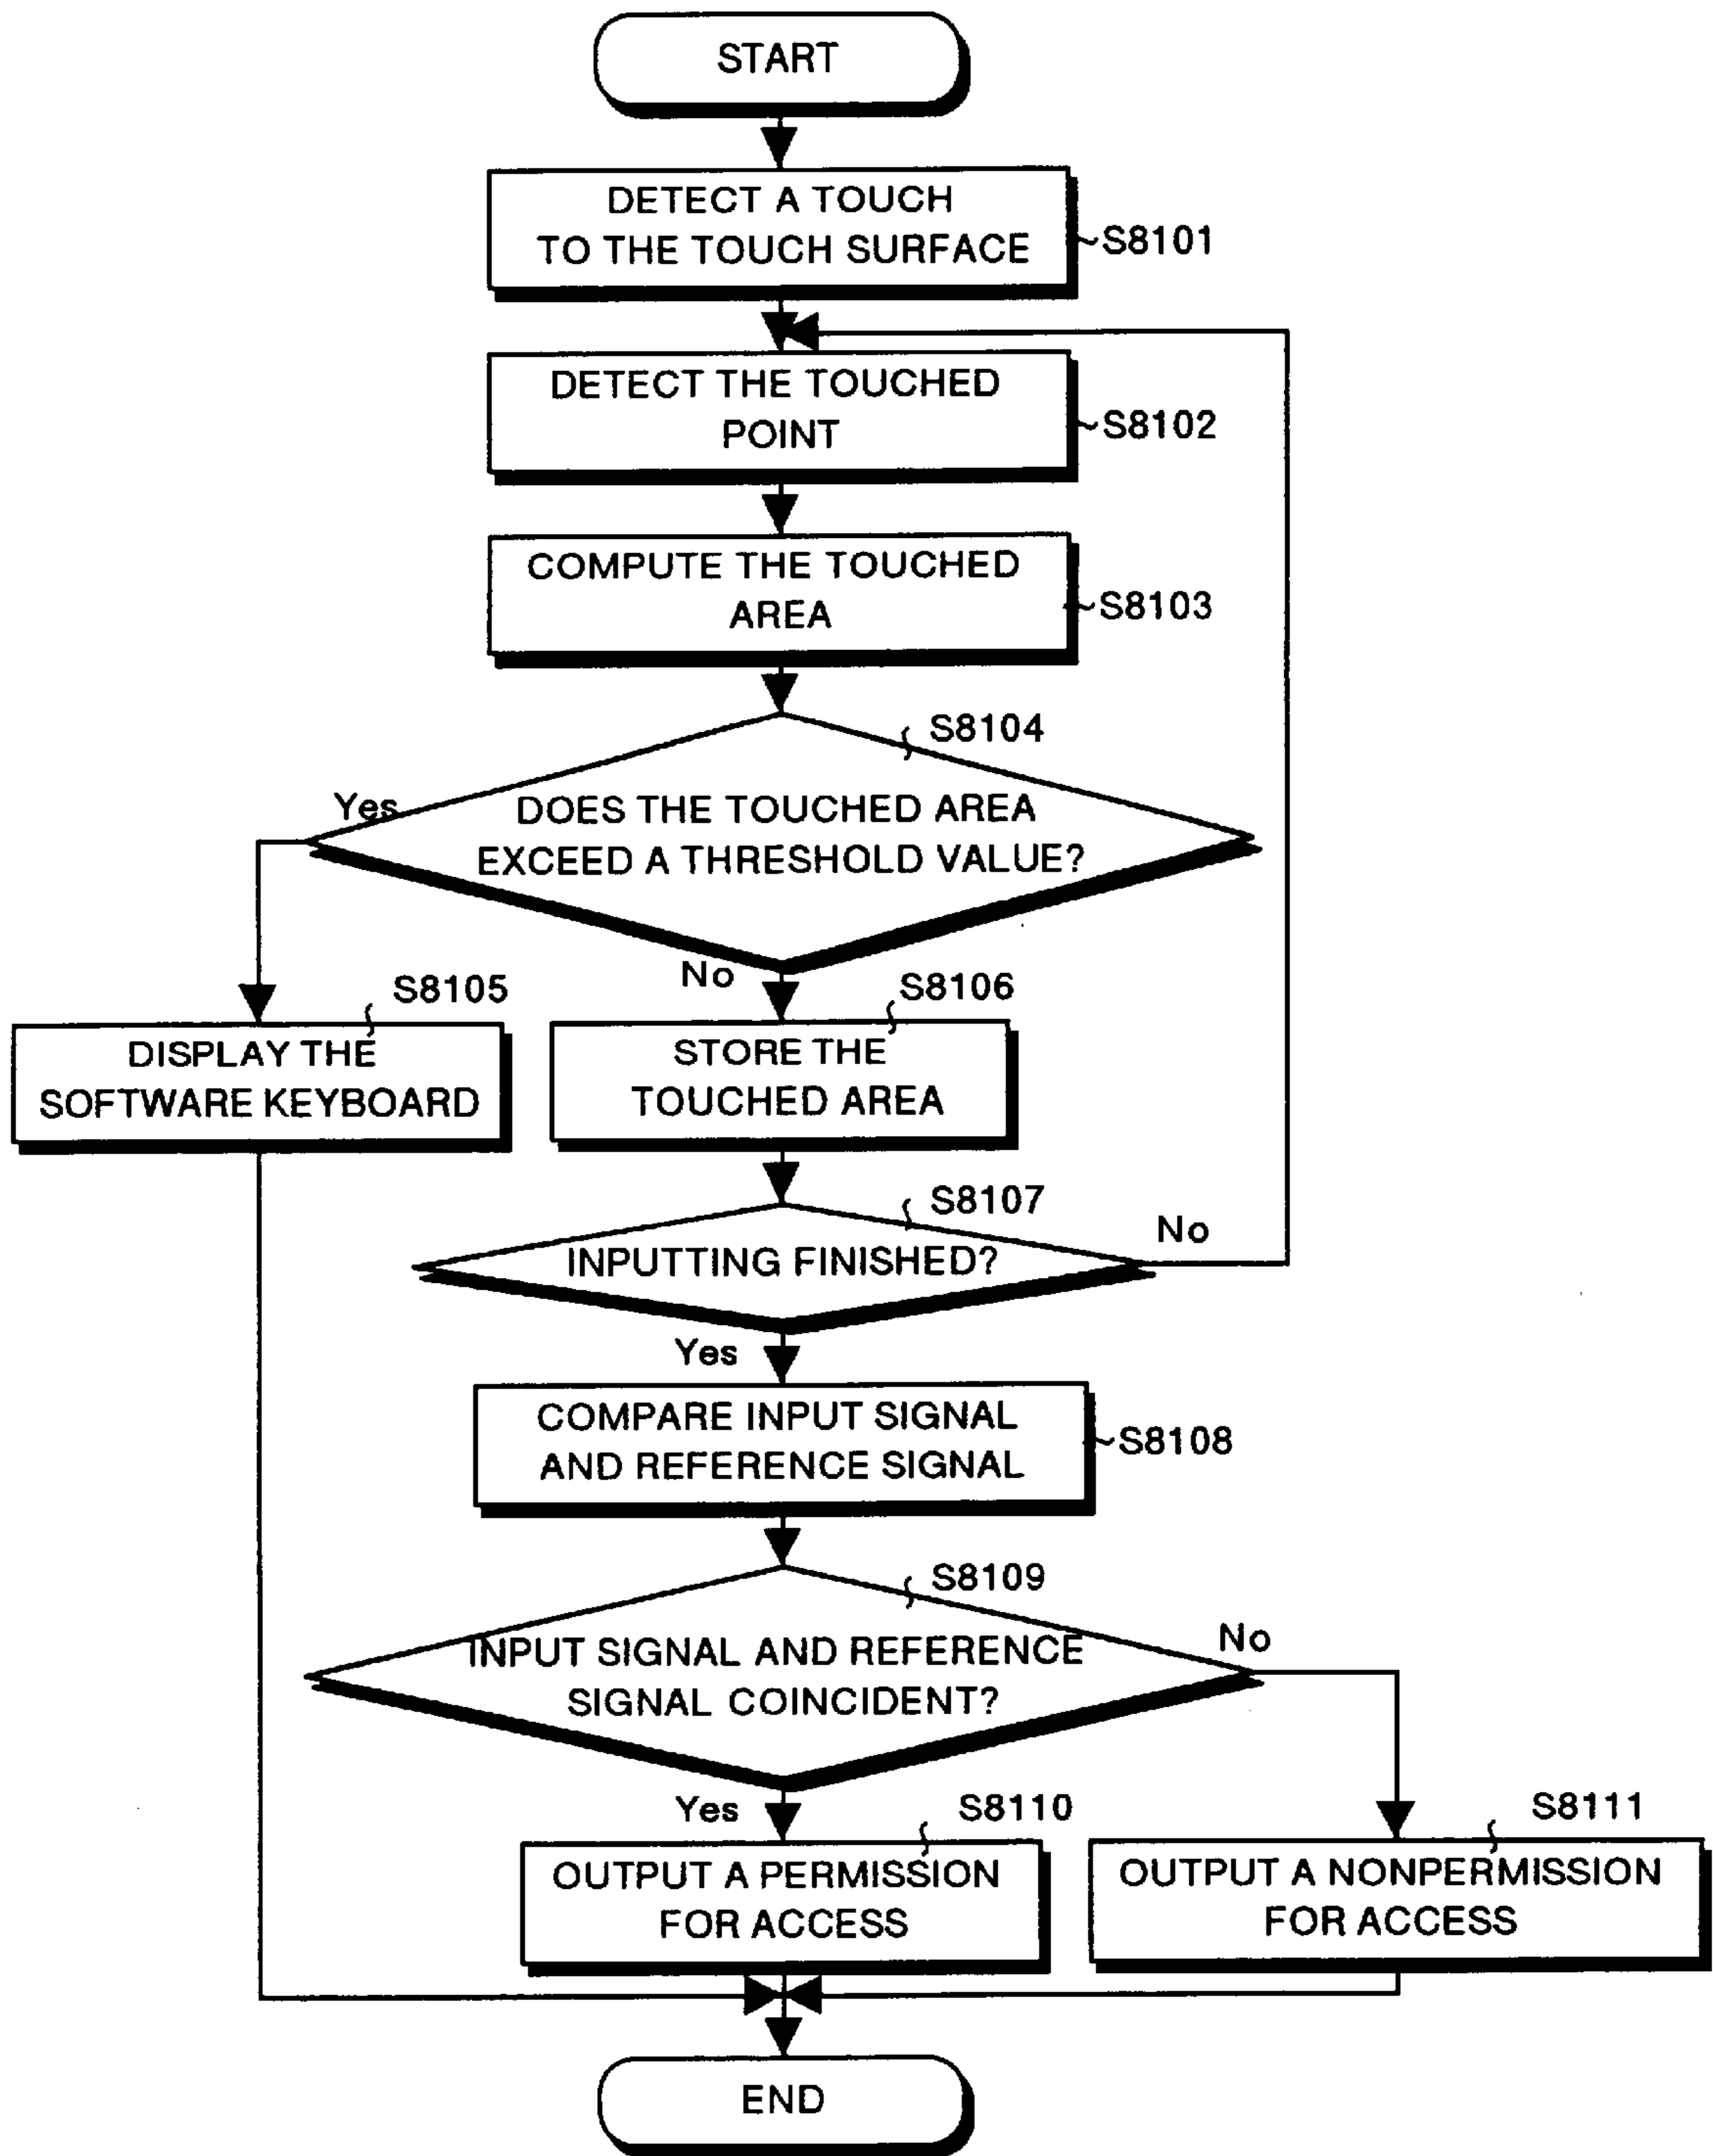 START
DETECT A TOUCH
TO THE TOUCH SURFACE
S8101
DETECT THE TOUCHED
POINT
S8102
COMPUTE THE TOUCHED
AREA
S8103
S8104
Yes
DOES THE TOUCHED AREA
EXCEED A THRESHOLD VALUE?
No
S8105
DISPLAY THE
SOFTWARE KEYBOARD
S8106
STORE THE
TOUCHED AREA
S8107
INPUTTING FINISHED?
No
Yes
COMPARE INPUT SIGNAL
AND REFERENCE SIGNAL
S8108
S8109
INPUT SIGNAL AND REFERENCE
SIGNAL COINCIDENT?
No
Yes
S8110
OUTPUT A PERMISSION
FOR ACCESS
S8111
OUTPUT A NONPERMISSION
FOR ACCESS
END